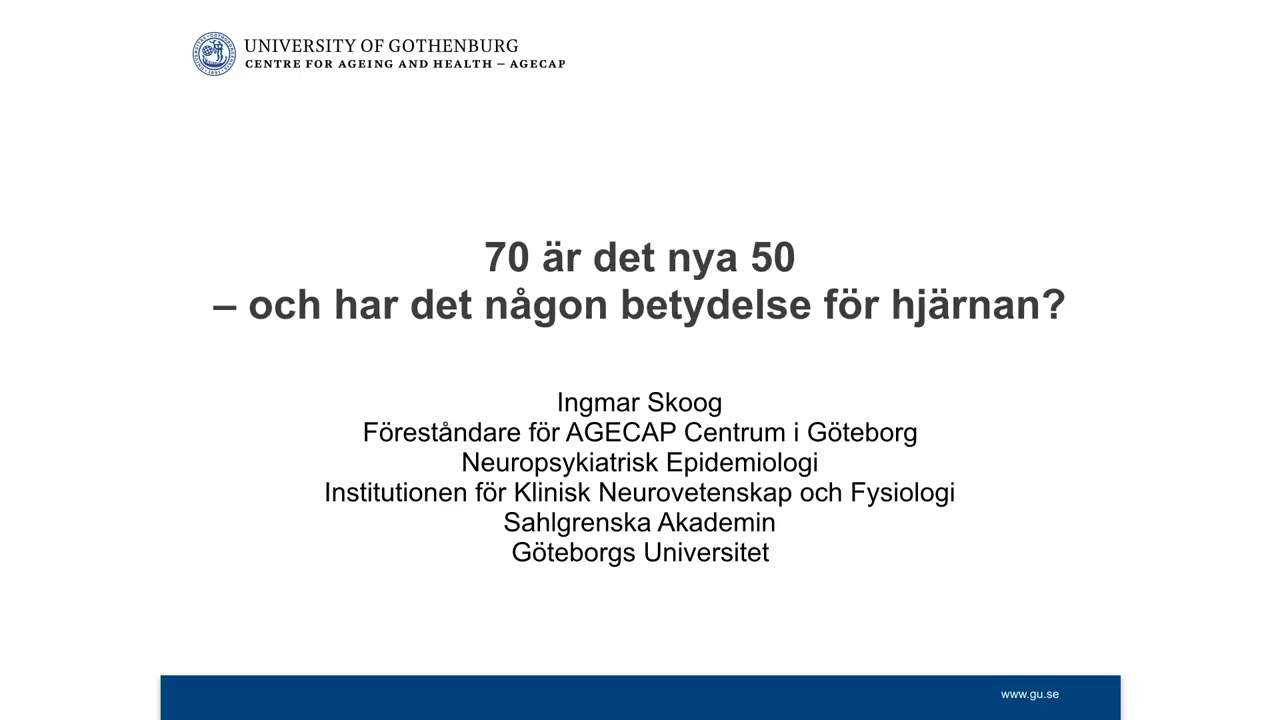 UNIVERSITY OF GOTHENBURG
CENTRE FOR AGEING AND HEALTH – AGECAP
70 är det nya 50
– och har det någon betydelse för hjärnan?
Ingmar Skoog
Föreståndare för AGECAP Centrum i Göteborg
Neuropsykiatrisk Epidemiologi
Institutionen för Klinisk Neurovetenskap och Fysiologi
Sahlgrenska Akademin
Göteborgs Universitet
www.gu.se